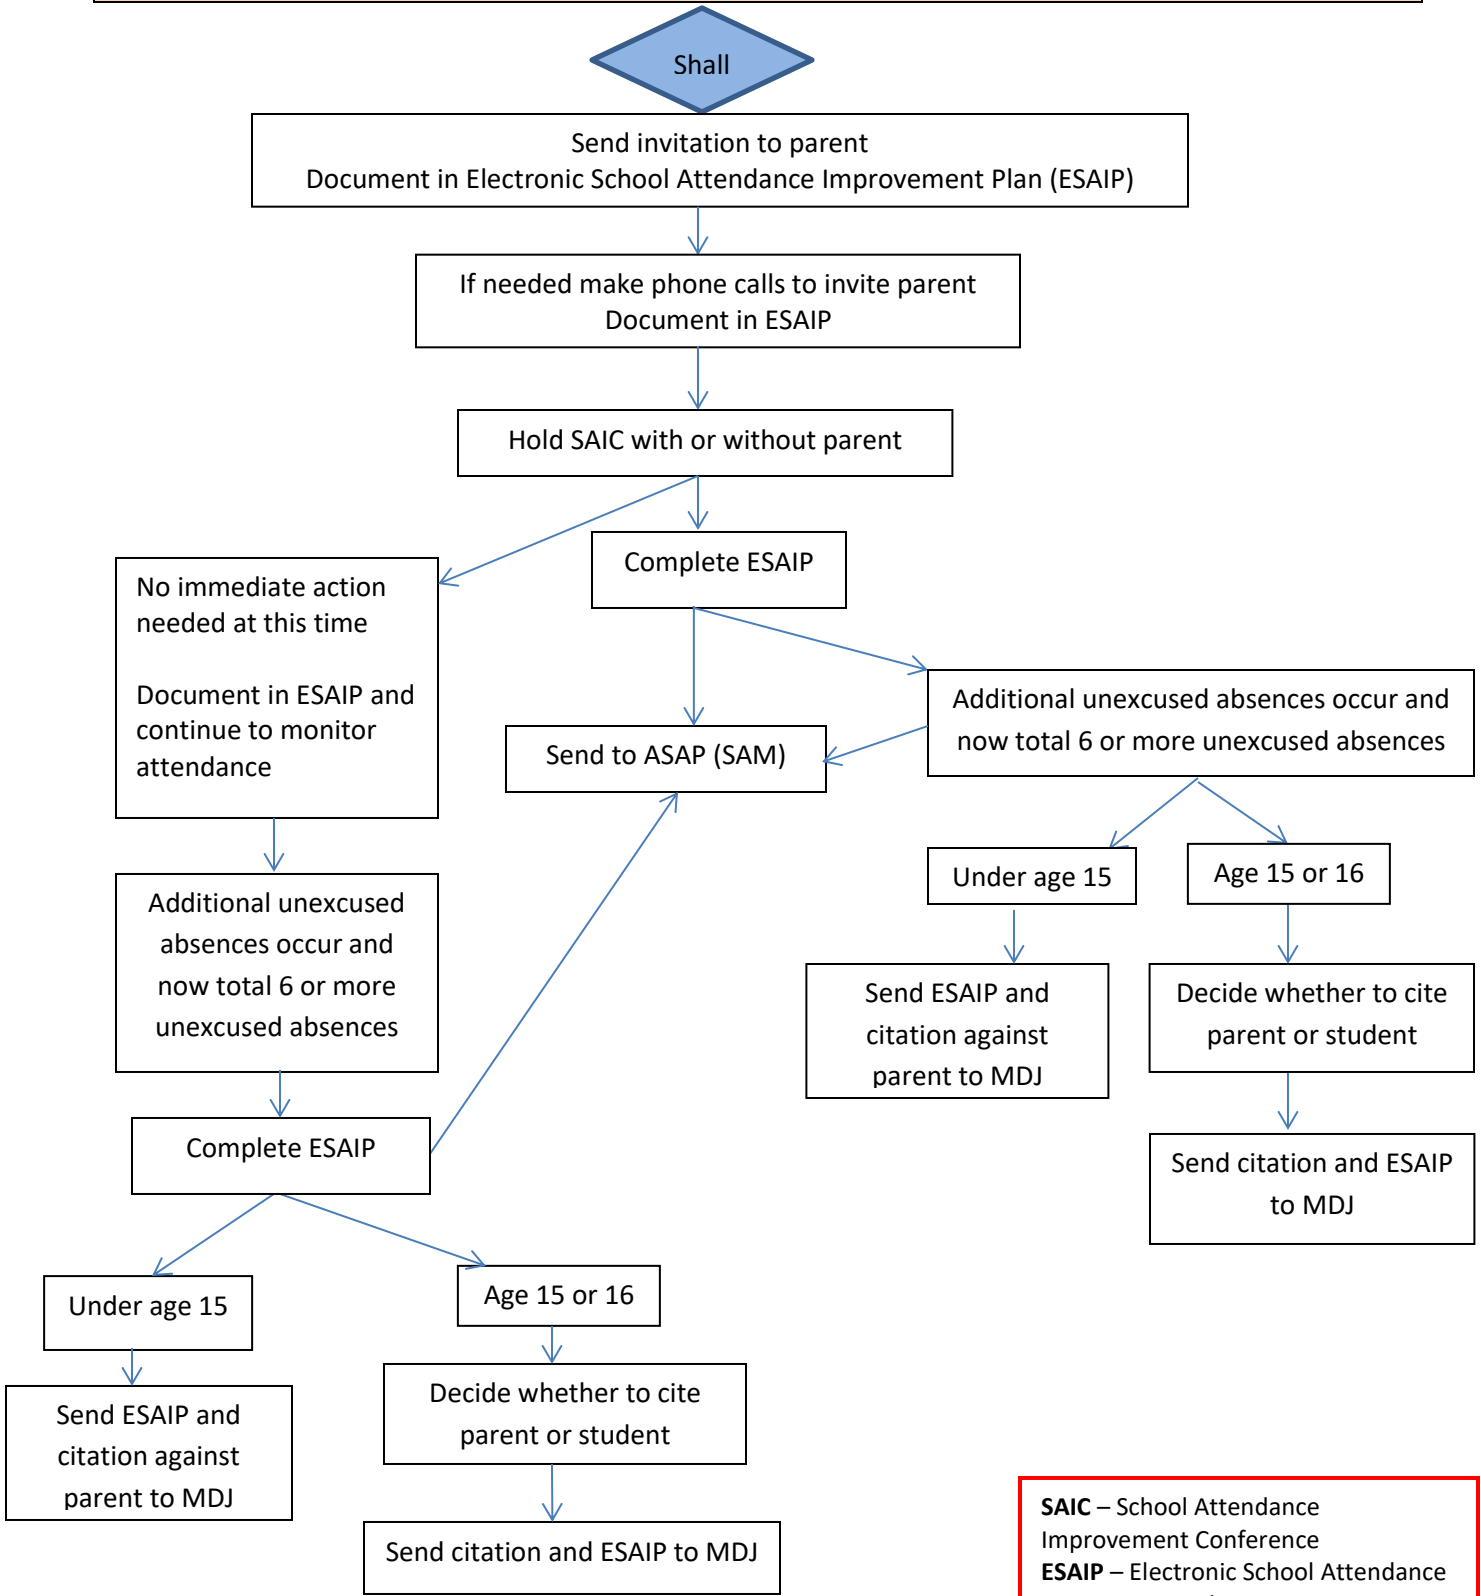 Shall
Send invitation to parent
Document in Electronic School Attendance Improvement Plan (ESAIP)
If needed make phone calls to invite parent
Document in ESAIP
Hold SAIC with or without parent
Complete ESAIP
No immediate action
needed at this time
Document in ESAIP and
continue to monitor
attendance
Additional unexcused absences occur and
now total 6 or more unexcused absences
Send to ASAP (SAM)
Under age 15
Age 15 or 16
Additional unexcused
absences occur and
now total 6 or more
unexcused absences
Send ESAIP and
citation against
parent to MDJ
Decide whether to cite
parent or student
Complete ESAIP
Send citation and ESAIP
to MDJ
Under age 15
Age 15 or 16
Send ESAIP and
citation against
parent to MDJ
Decide whether to cite
parent or student
Send citation and ESAIP to MDJ
SAIC – School Attendance
Improvement Conference
ESAIP – Electronic School Attendance